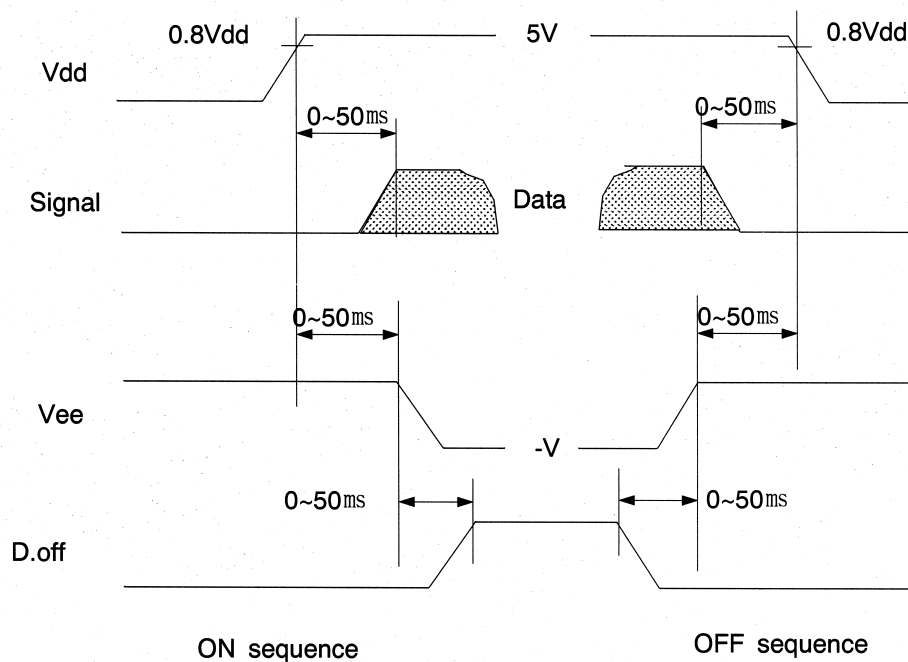 0.8Vdd
5V
0.8Vdd
Vdd
0~50ms
0~50ms
Signal
Data
0~50ms
0~50ms
Vee
-V
0~50ms
0~50ms
D.off
ON sequence
OFF sequence